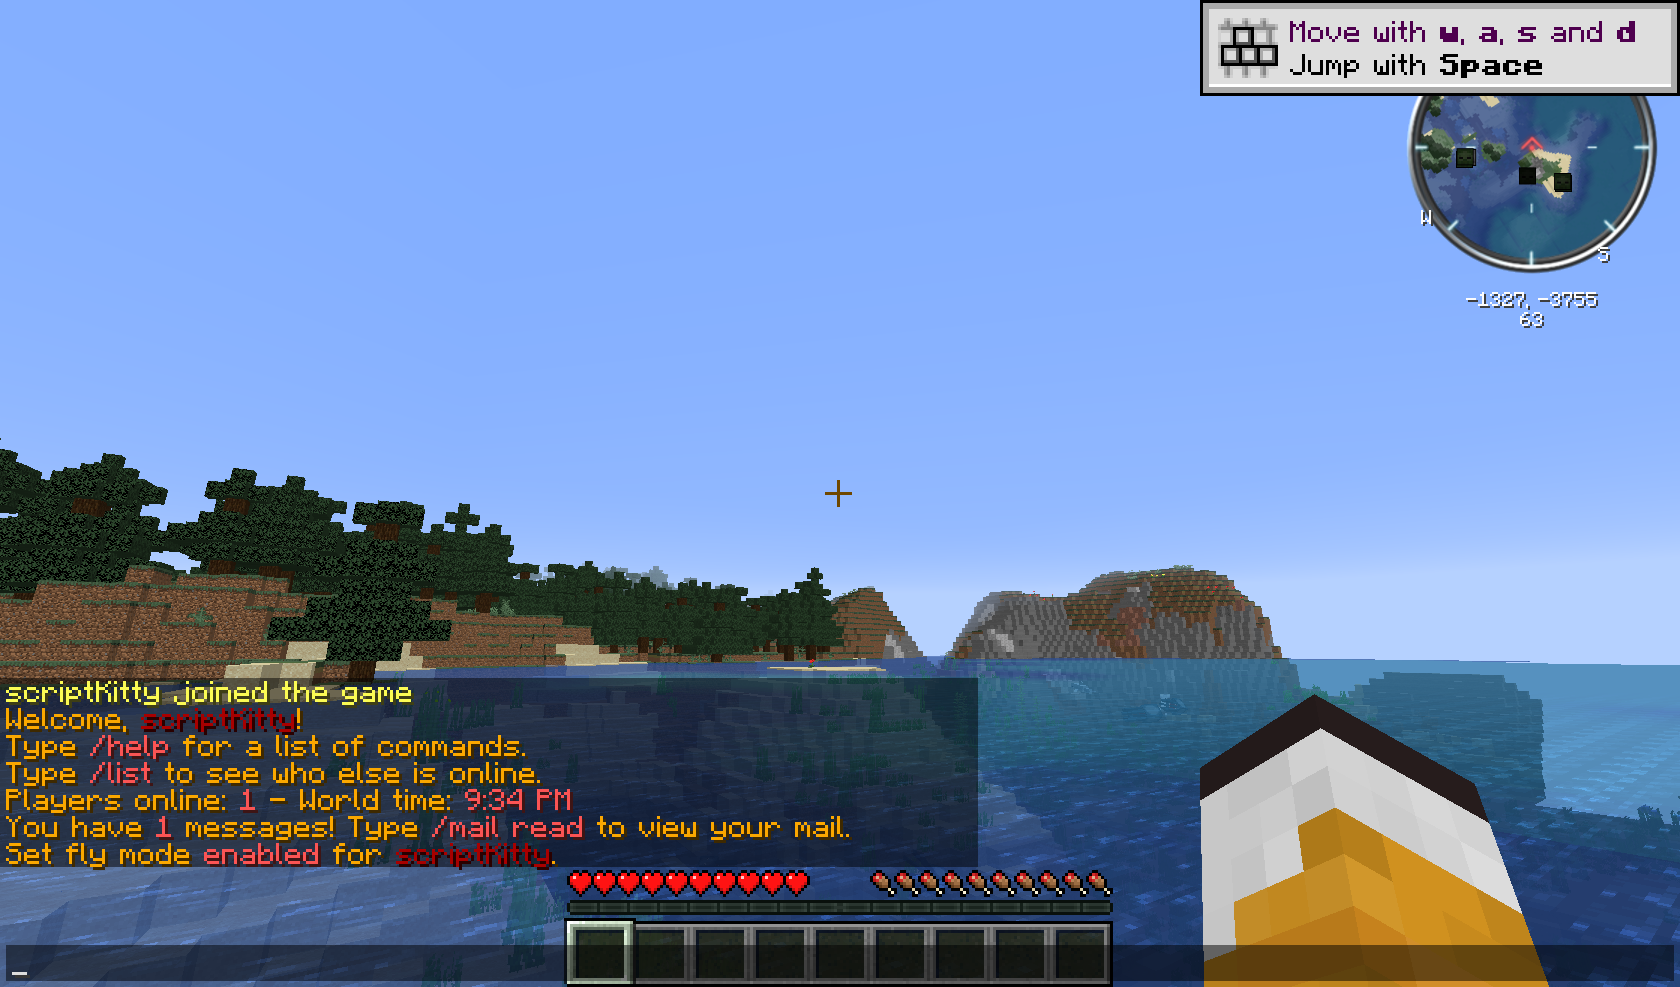 Move with w, a, s and d
Jump with Space
W
S
-1327, -3755
63
scriptKitty joined the game
Welcome, scriptKitty!
Type /help for a list of commands.
Type /list to see who else is online.
Players online: 1 - World time: 9:34 PM
You have 1 messages! Type /mail read to view your mail.
Set fly mode enabled for scriptKitty.
_